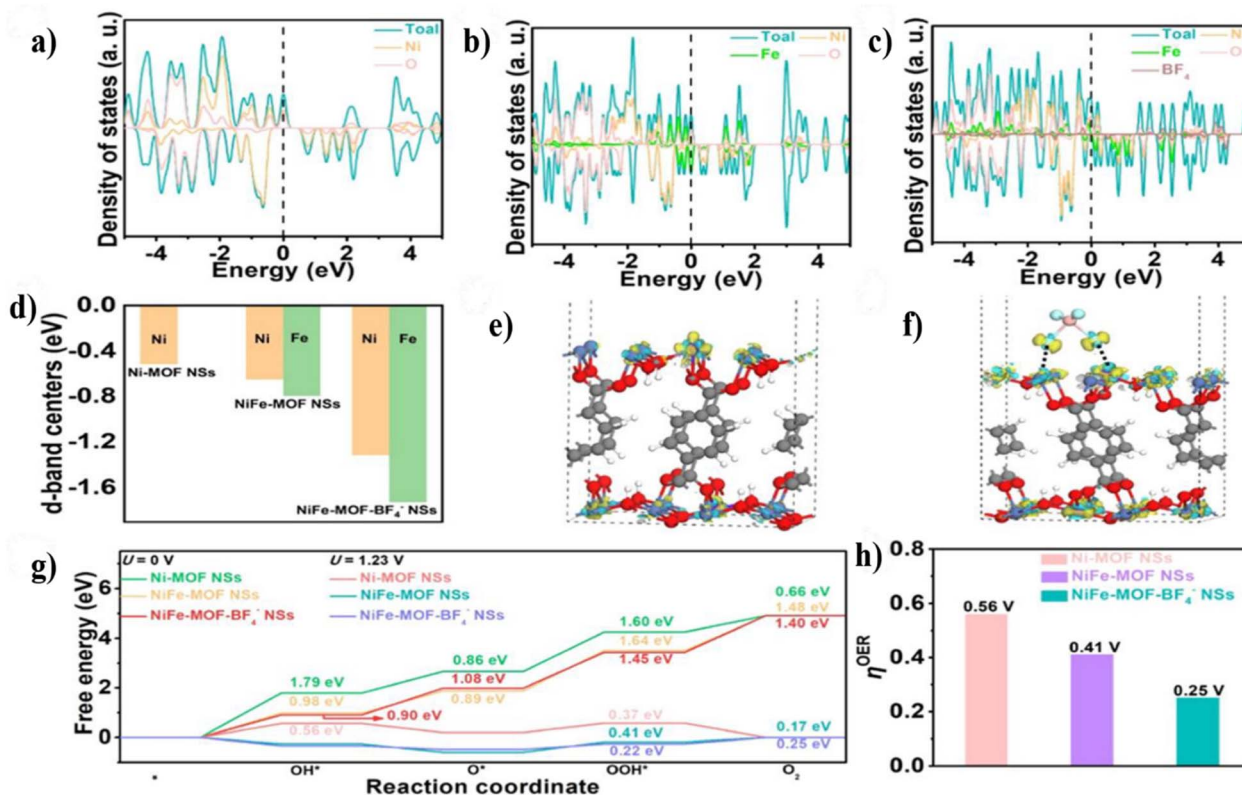 a)
Toal
Ni
O
Density of states (a. u.)
-4 -2 0 2 4
Energy (eV)
b)
Toal Ni
Fe O
Density of states (a. u.)
-4 -2 0 2 4
Energy (eV)
c)
Toal
Fe
BF4
Density of states (a. u.)
-4 -2 0 2 4
Energy (eV)
d)
d-band centers (eV)
0.0
-0.4
-0.8
-1.2
-1.6
Ni Ni Fe Ni Fe
Ni-MOF NSs
NiFe-MOF NSs
NiFe-MOF-BF4- NSs
e)
f)
g)
U = 0 V U = 1.23 V
Ni-MOF NSs Ni-MOF NSs
NiFe-MOF NSs NiFe-MOF NSs
NiFe-MOF-BF4- NSs NiFe-MOF-BF4- NSs
Free energy (eV)
6
4
2
0
1.79 eV
0.98 eV
0.90 eV
0.56 eV
0.86 eV
1.08 eV
0.89 eV
1.60 eV
1.64 eV
1.45 eV
0.37 eV
0.41 eV
0.22 eV
0.66 eV
1.48 eV
1.40 eV
0.17 eV
0.25 eV
* OH* O* OOH* O2
Reaction coordinate
h)
Ni-MOF NSs
NiFe-MOF NSs
NiFe-MOF-BF4- NSs
ηOER
0.8
0.6
0.4
0.2
0.0
0.56 V
0.41 V
0.25 V